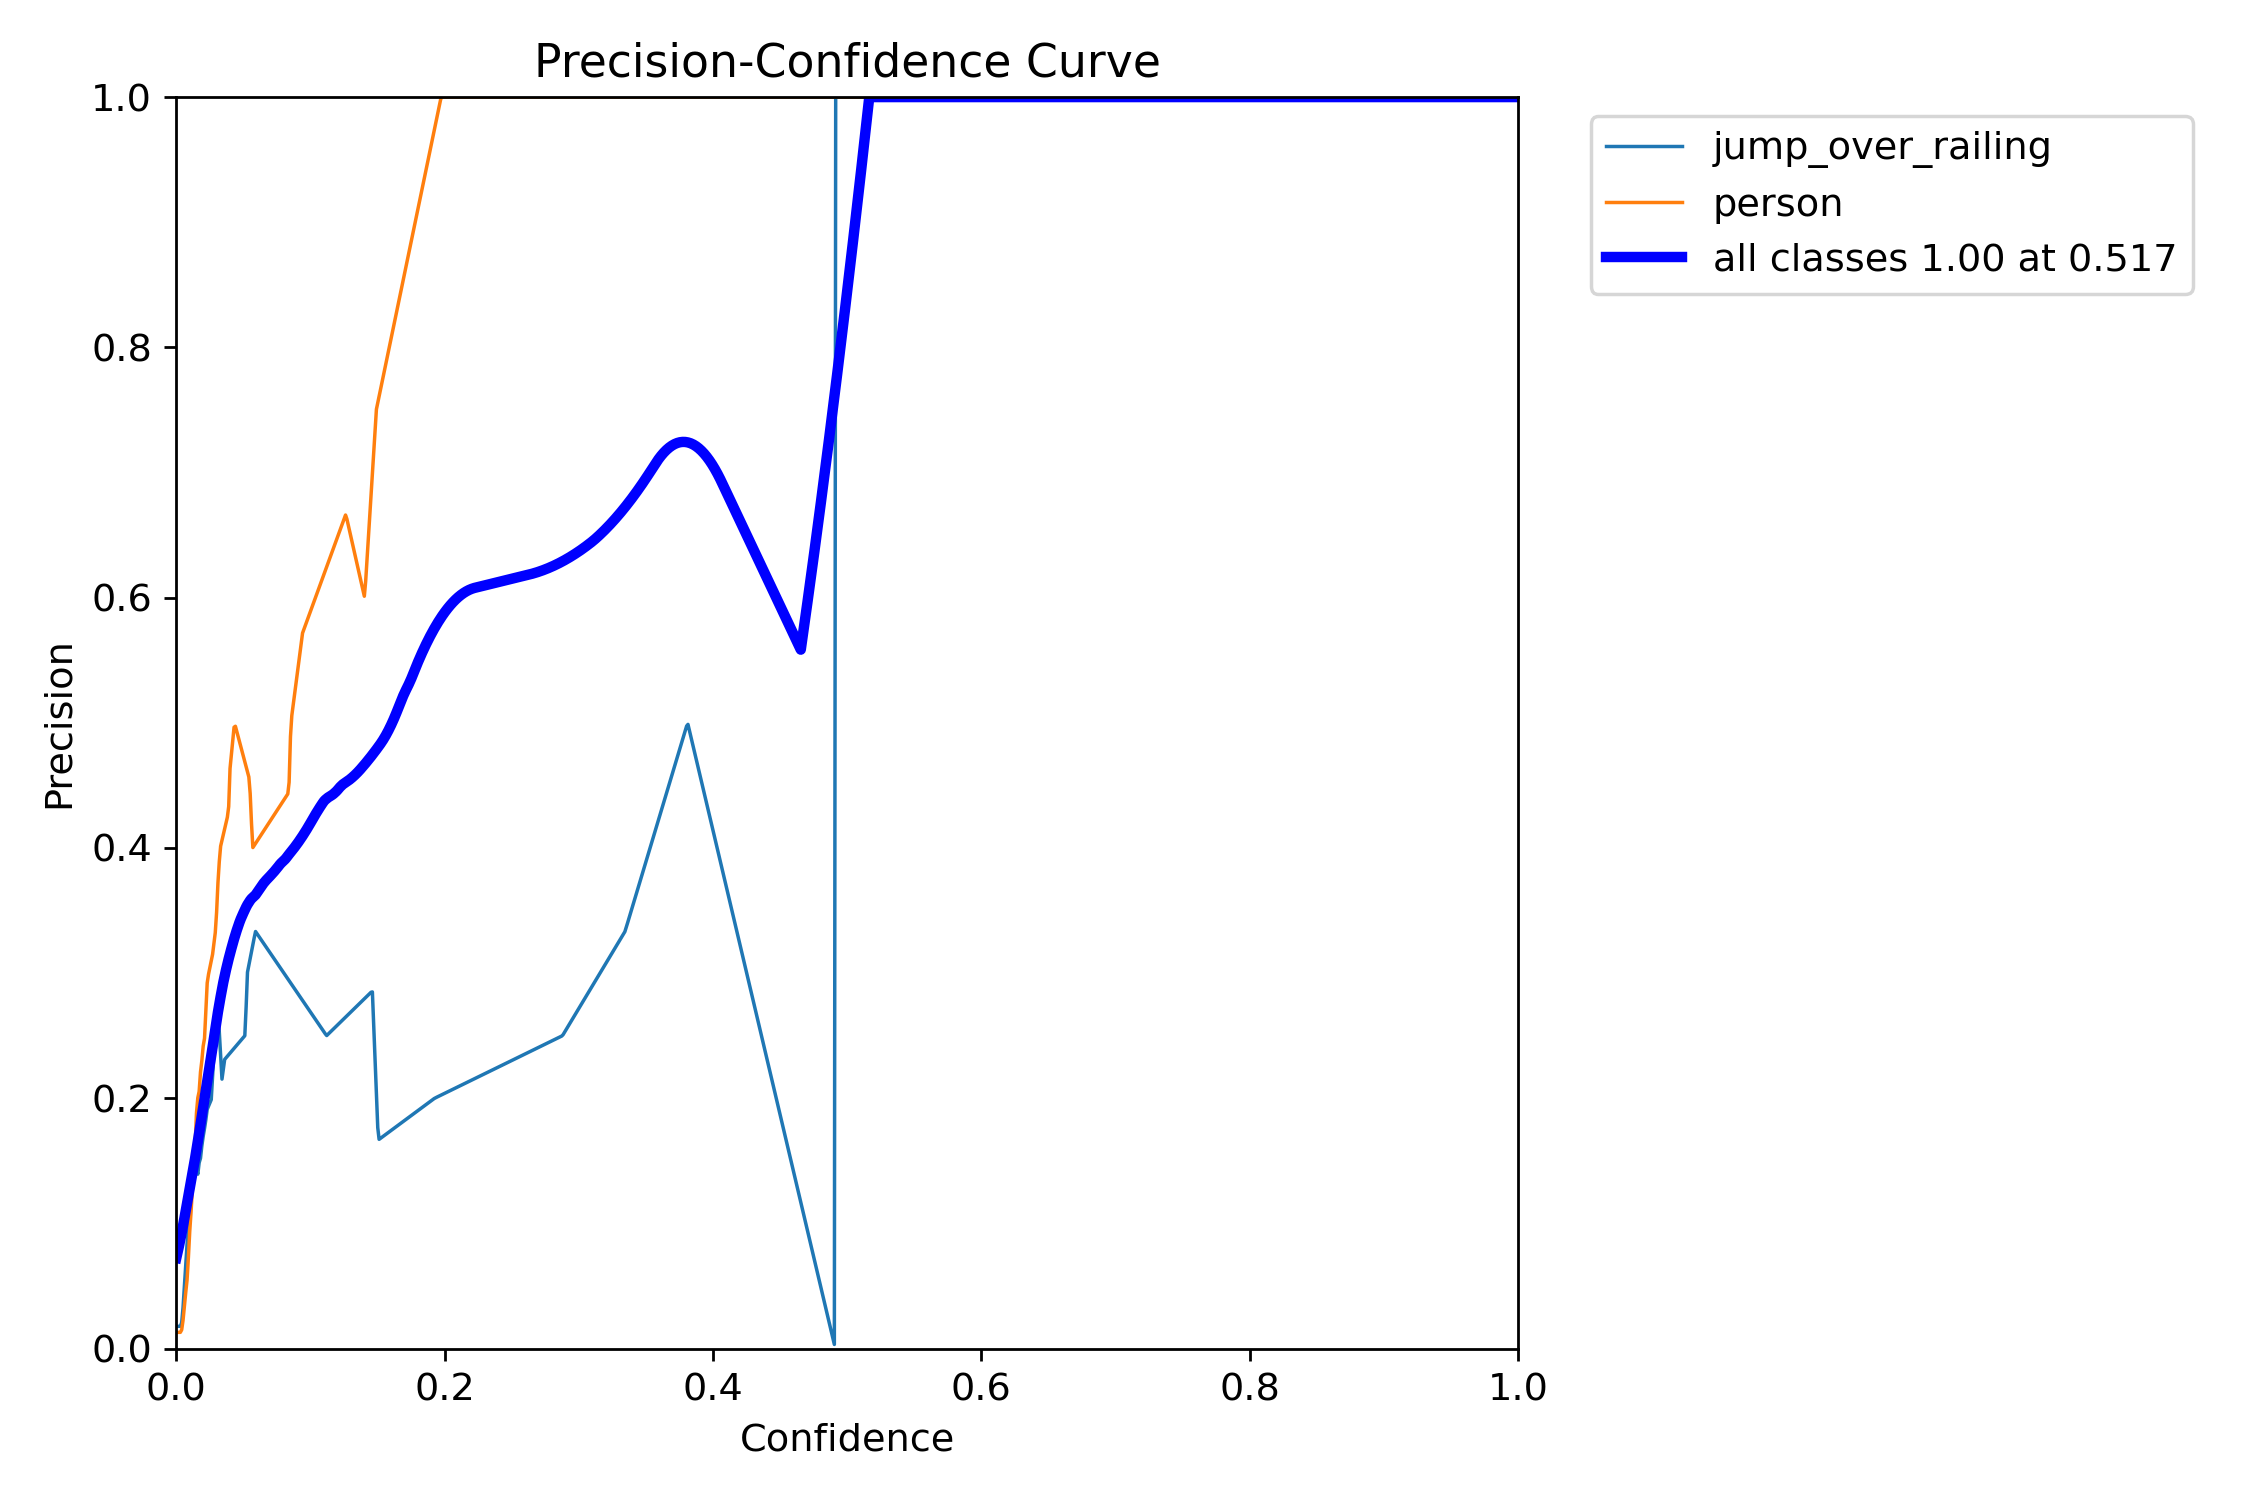 Precision-Confidence Curve
1.0
0.8
0.6
0.4
0.2
0.0
Precision
0.0 0.2 0.4 0.6 0.8 1.0
Confidence
jump_over_railing
person
all classes 1.00 at 0.517